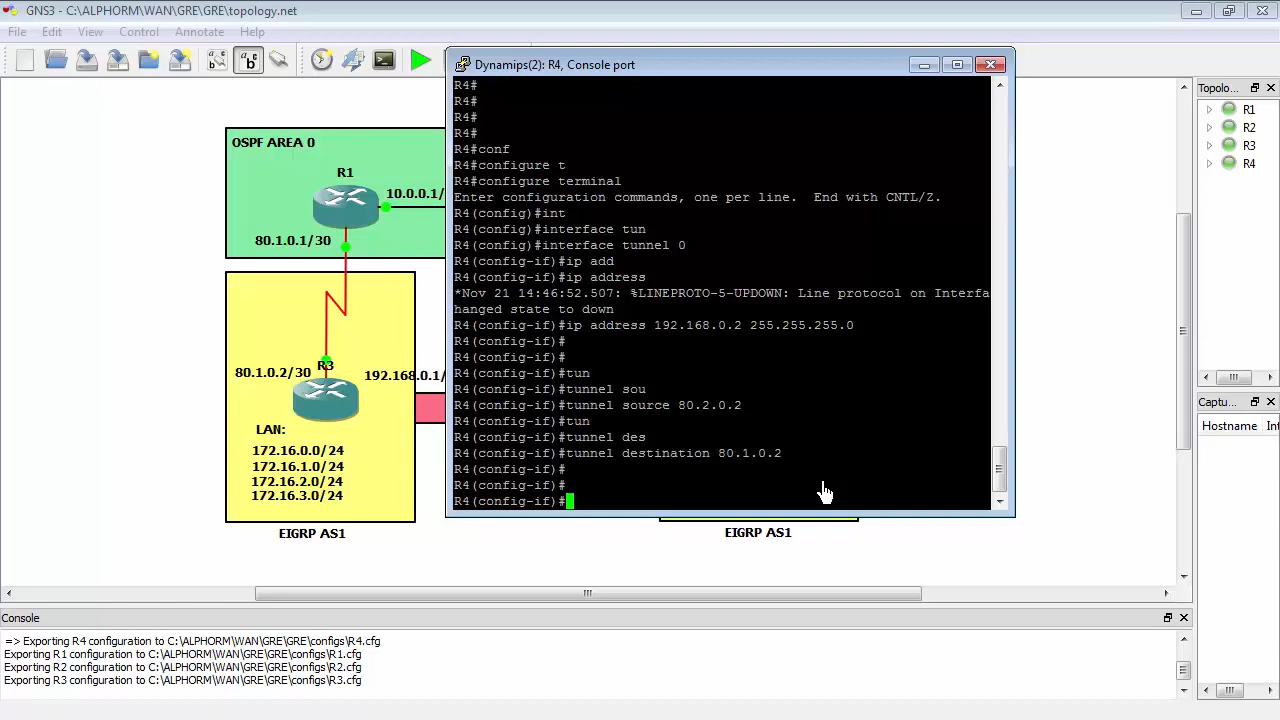 GNS3 - C:\ALPHORM\WAN\GRE\GRE\topology.net
File Edit View Control Annotate Help
Dynamips(2): R4, Console port
R4#
R4#
R4#
R4#
R4#conf
R4#configure t
R4#configure terminal
Enter configuration commands, one per line.  End with CNTL/Z.
R4(config)#int
R4(config)#interface tun
R4(config)#interface tunnel 0
R4(config-if)#ip add
R4(config-if)#ip address
*Nov 21 14:46:52.507: %LINEPROTO-5-UPDOWN: Line protocol on Interfa
hanged state to down
R4(config-if)#ip address 192.168.0.2 255.255.255.0
R4(config-if)#
R4(config-if)#
R4(config-if)#tun
R4(config-if)#tunnel sou
R4(config-if)#tunnel source 80.2.0.2
R4(config-if)#tun
R4(config-if)#tunnel des
R4(config-if)#tunnel destination 80.1.0.2
R4(config-if)#
R4(config-if)#
R4(config-if)#
OSPF AREA 0
R1
10.0.0.1/
80.1.0.1/30
R3
80.1.0.2/30
192.168.0.1/
LAN:
172.16.0.0/24
172.16.1.0/24
172.16.2.0/24
172.16.3.0/24
EIGRP AS1
EIGRP AS1
Topolo...
R1
R2
R3
R4
Captu...
Hostname Int
Console
=> Exporting R4 configuration to C:\ALPHORM\WAN\GRE\GRE\configs\R4.cfg
Exporting R1 configuration to C:\ALPHORM\WAN\GRE\GRE\configs\R1.cfg
Exporting R2 configuration to C:\ALPHORM\WAN\GRE\GRE\configs\R2.cfg
Exporting R3 configuration to C:\ALPHORM\WAN\GRE\GRE\configs\R3.cfg